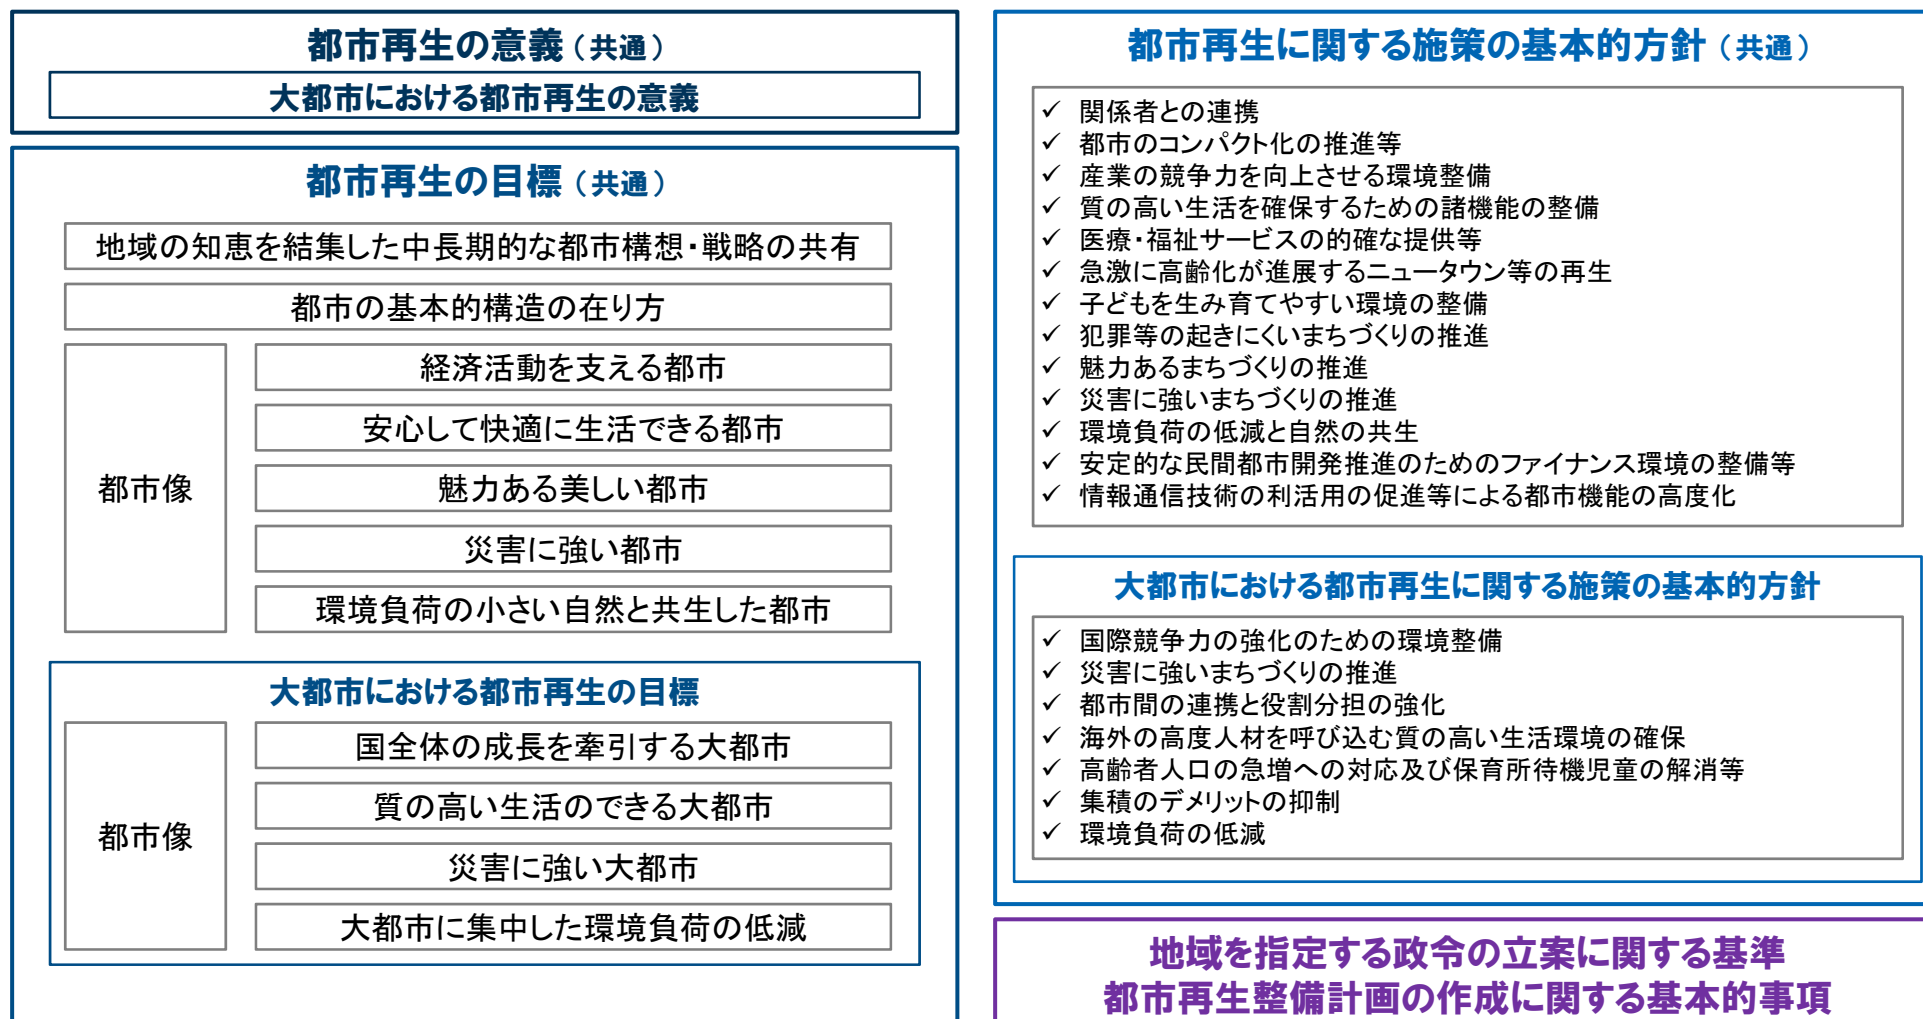 都市再生の意義（共通）
大都市における都市再生の意義
都市再生の目標（共通）
地域の知恵を結集した中長期的な都市構想・戦略の共有
都市の基本的構造の在り方
都市像
経済活動を支える都市
安心して快適に生活できる都市
魅力ある美しい都市
災害に強い都市
環境負荷の小さい自然と共生した都市
大都市における都市再生の目標
都市像
国全体の成長を牽引する大都市
質の高い生活のできる大都市
災害に強い大都市
大都市に集中した環境負荷の低減
都市再生に関する施策の基本的方針（共通）
✓ 関係者との連携
✓ 都市のコンパクト化の推進等
✓ 産業の競争力を向上させる環境整備
✓ 質の高い生活を確保するための諸機能の整備
✓ 医療・福祉サービスの的確な提供等
✓ 急激に高齢化が進展するニュータウン等の再生
✓ 子どもを生み育てやすい環境の整備
✓ 犯罪等の起きにくいまちづくりの推進
✓ 魅力あるまちづくりの推進
✓ 災害に強いまちづくりの推進
✓ 環境負荷の低減と自然の共生
✓ 安定的な民間都市開発推進のためのファイナンス環境の整備等
✓ 情報通信技術の利活用の促進等による都市機能の高度化
大都市における都市再生に関する施策の基本的方針
✓ 国際競争力の強化のための環境整備
✓ 災害に強いまちづくりの推進
✓ 都市間の連携と役割分担の強化
✓ 海外の高度人材を呼び込む質の高い生活環境の確保
✓ 高齢者人口の急増への対応及び保育所待機児童の解消等
✓ 集積のデメリットの抑制
✓ 環境負荷の低減
地域を指定する政令の立案に関する基準
都市再生整備計画の作成に関する基本的事項